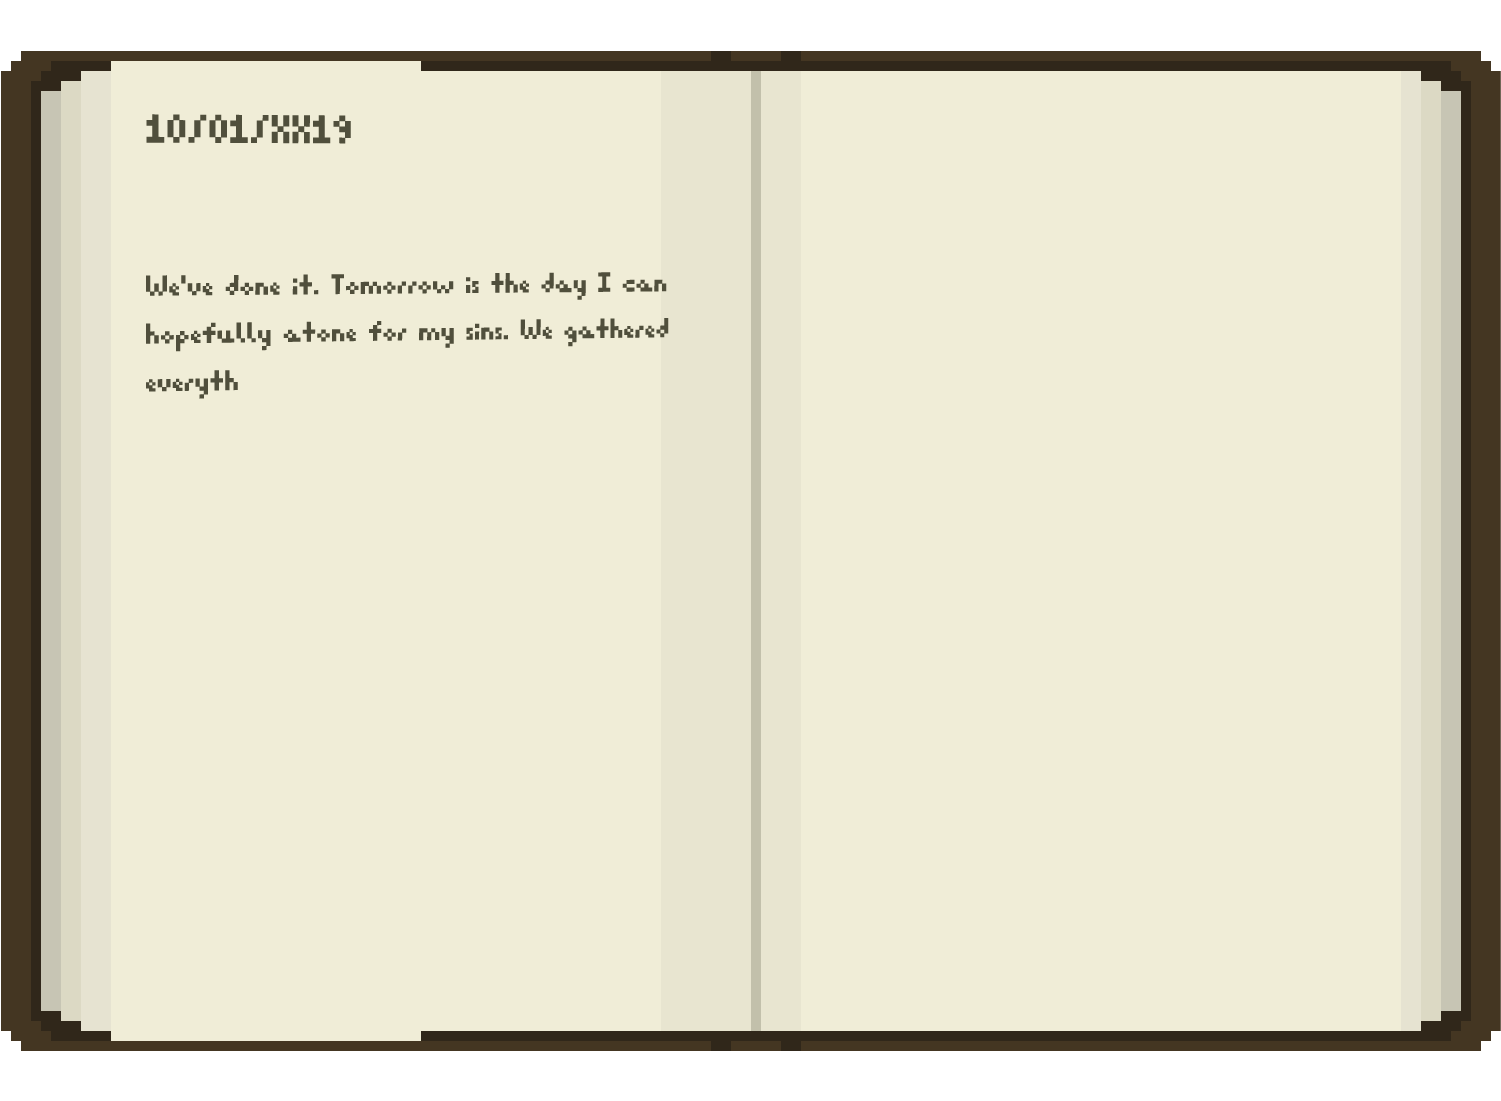 10/01/XX19
We've done it. Tomorrow is the day I can
hopefully atone for my sins. We gathered
everyth